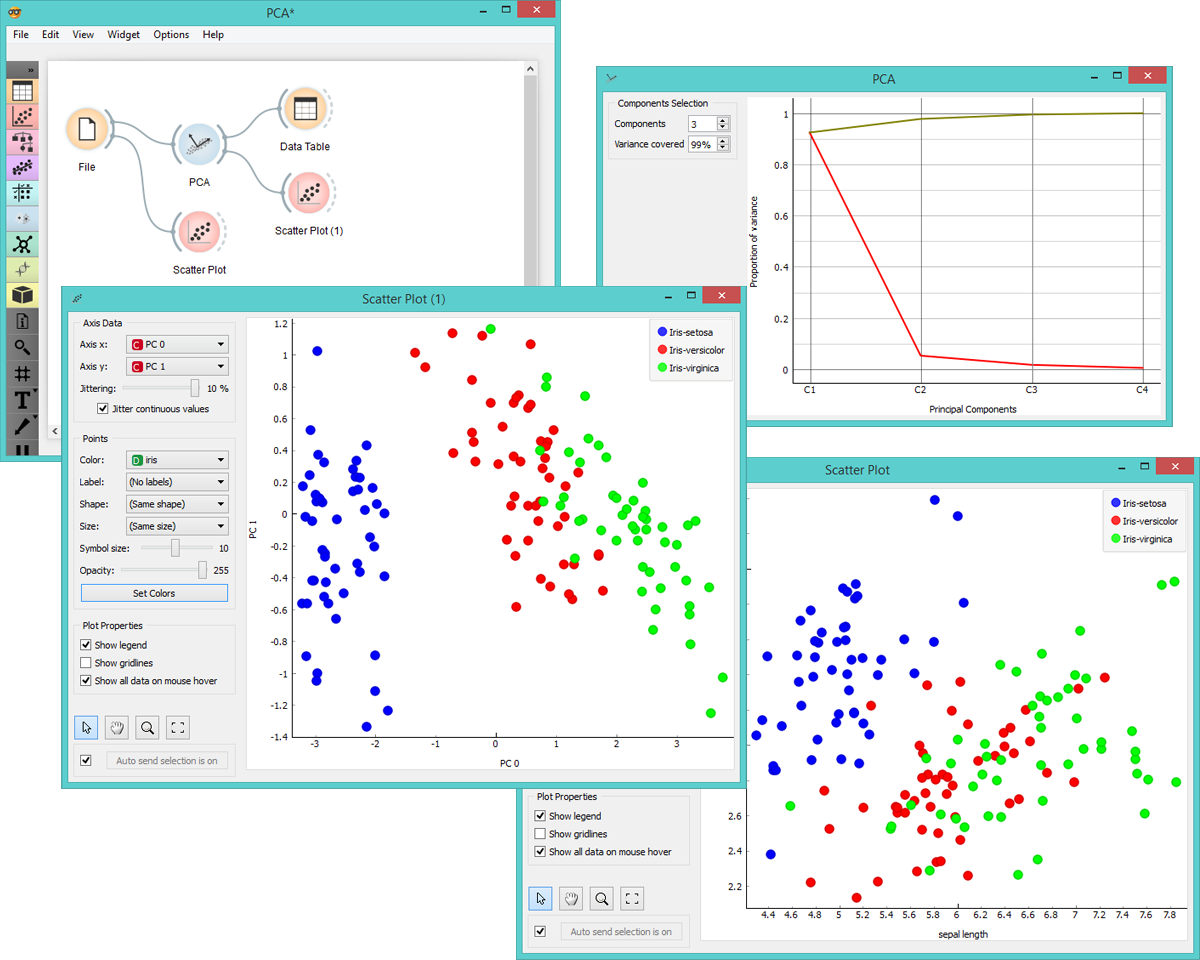 PCA*
File Edit View Widget Options Help
»
File
PCA
Data Table
Scatter Plot (1)
Scatter Plot
<
PCA
Components Selection
Components 3
Variance covered 99%
Proportion of variance
1
0.8
0.6
0.4
0.2
0
C1 C2 C3 C4
Principal Components
Scatter Plot (1)
Axis Data
Axis x: C PC 0
Axis y: C PC 1
Jittering: 10 %
Jitter continuous values
Points
Color: D iris
Label: (No labels)
Shape: (Same shape)
Size: (Same size)
Symbol size: 10
Opacity: 255
Set Colors
Plot Properties
Show legend
Show gridlines
Show all data on mouse hover
Auto send selection is on
PC 1
1.2
1
0.8
0.6
0.4
0.2
0
-0.2
-0.4
-0.6
-0.8
-1
-1.2
-1.4
-3 -2 -1 0 1 2 3
PC 0
Iris-setosa
Iris-versicolor
Iris-virginica
Scatter Plot
Iris-setosa
Iris-versicolor
Iris-virginica
Plot Properties
Show legend
Show gridlines
Show all data on mouse hover
Auto send selection is on
2.6
2.4
2.2
4.4 4.6 4.8 5 5.2 5.4 5.6 5.8 6 6.2 6.4 6.6 6.8 7 7.2 7.4 7.6 7.8
sepal length